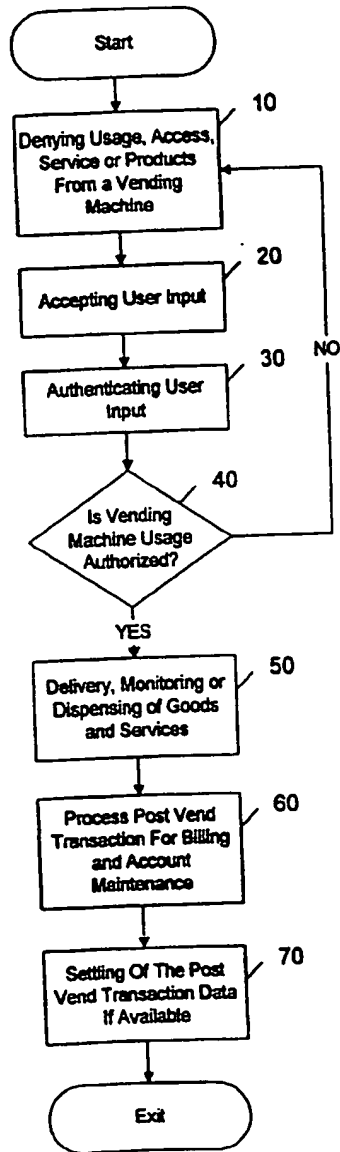 Start
10
Denying Usage, Access,
Service or Products
From a Vending
Machine
20
Accepting User Input
NO
30
Authenticating User
Input
40
Is Vending
Machine Usage
Authorized?
YES
50
Delivery, Monitoring or
Dispensing of Goods
and Services
60
Process Post Vend
Transaction For Billing
and Account
Maintenance
70
Settling Of The Post
Vend Transaction Data
If Available
Exit